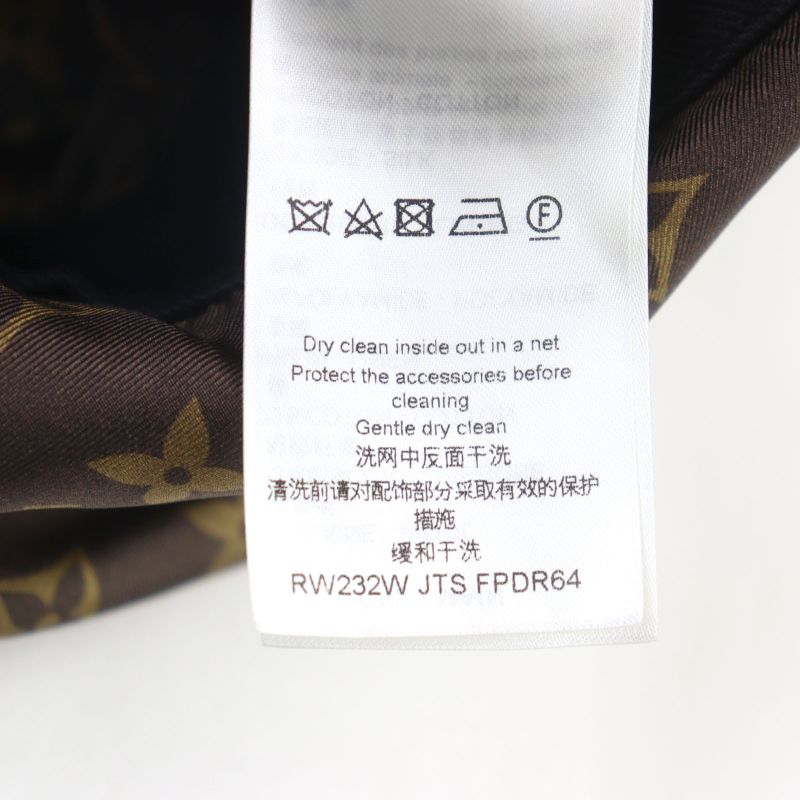 F
Dry clean inside out in a net
Protect the accessories before
cleaning
Gentle dry clean
洗网中反面干洗
清洗前请对配饰部分采取有效的保护
措施
缓和干洗
RW232W JTS FPDR64